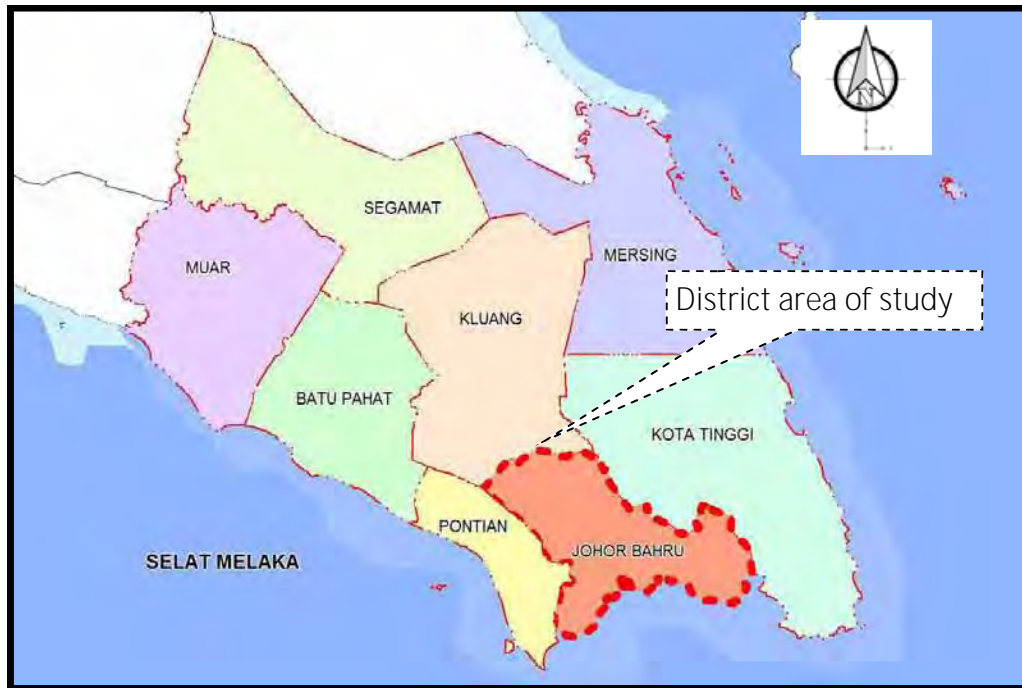 N
SEGAMAT
MUAR
MERSING
District area of study
KLUANG
BATU PAHAT
KOTA TINGGI
PONTIAN
JOHOR BAHRU
SELAT MELAKA